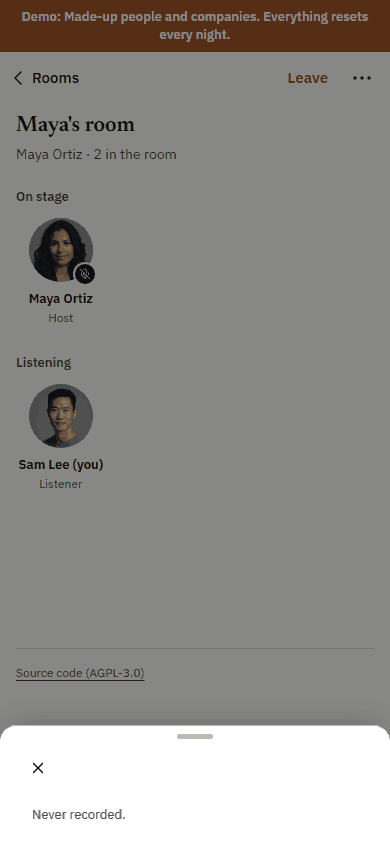 Demo: Made-up people and companies. Everything resets
every night.
Rooms
Leave
Maya's room
Maya Ortiz · 2 in the room
On stage
Maya Ortiz
Host
Listening
Sam Lee (you)
Listener
Source code (AGPL-3.0)
Never recorded.